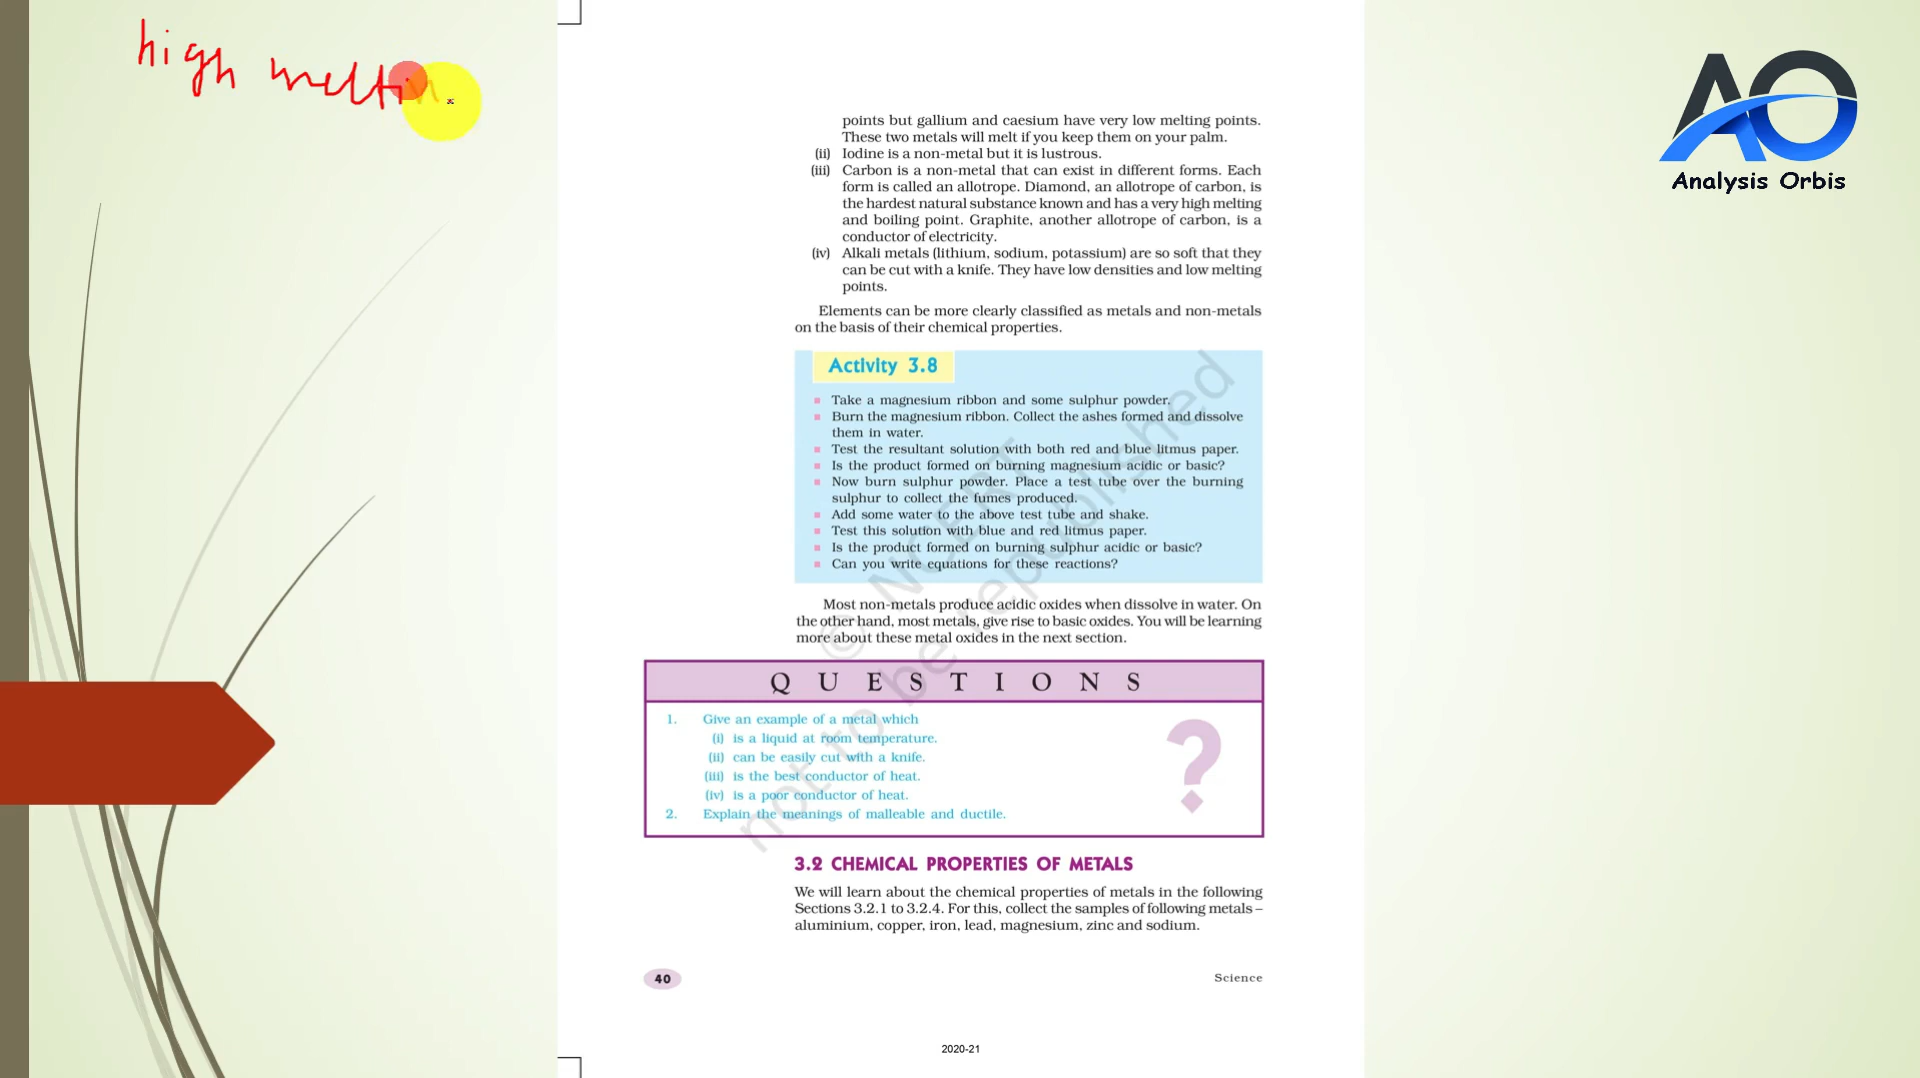 high meltin
AO
Analysis Orbis
points but gallium and caesium have very low melting points.
These two metals will melt if you keep them on your palm.
(ii) Iodine is a non-metal but it is lustrous.
(iii) Carbon is a non-metal that can exist in different forms. Each
form is called an allotrope. Diamond, an allotrope of carbon, is
the hardest natural substance known and has a very high melting
and boiling point. Graphite, another allotrope of carbon, is a
conductor of electricity.
(iv) Alkali metals (lithium, sodium, potassium) are so soft that they
can be cut with a knife. They have low densities and low melting
points.
Elements can be more clearly classified as metals and non-metals
on the basis of their chemical properties.
Activity 3.8
Take a magnesium ribbon and some sulphur powder.
Burn the magnesium ribbon. Collect the ashes formed and dissolve
them in water.
Test the resultant solution with both red and blue litmus paper.
Is the product formed on burning magnesium acidic or basic?
Now burn sulphur powder. Place a test tube over the burning
sulphur to collect the fumes produced.
Add some water to the above test tube and shake.
Test this solution with blue and red litmus paper.
Is the product formed on burning sulphur acidic or basic?
Can you write equations for these reactions?
© NCERT
not to be republished
Most non-metals produce acidic oxides when dissolve in water. On
the other hand, most metals, give rise to basic oxides. You will be learning
more about these metal oxides in the next section.
QUESTIONS
?
1. Give an example of a metal which
(i) is a liquid at room temperature.
(ii) can be easily cut with a knife.
(iii) is the best conductor of heat.
(iv) is a poor conductor of heat.
2. Explain the meanings of malleable and ductile.
3.2 CHEMICAL PROPERTIES OF METALS
We will learn about the chemical properties of metals in the following
Sections 3.2.1 to 3.2.4. For this, collect the samples of following metals –
aluminium, copper, iron, lead, magnesium, zinc and sodium.
40
Science
2020-21